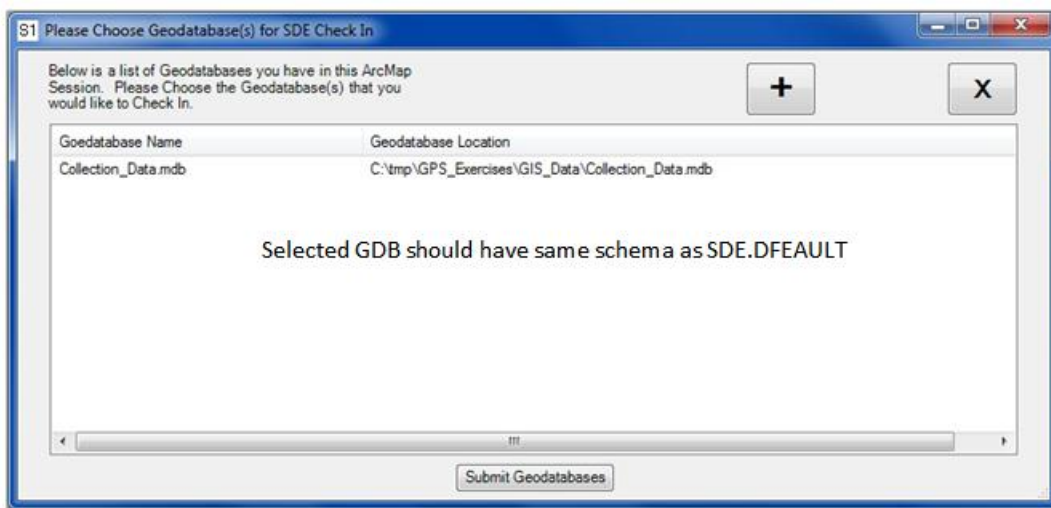 S1 Please Choose Geodatabase(s) for SDE Check In
Below is a list of Geodatabases you have in this ArcMap
Session. Please Choose the Geodatabase(s) that you
would like to Check In.
+ X
Goedatabase Name Geodatabase Location
Collection_Data.mdb C:\tmp\GPS_Exercises\GIS_Data\Collection_Data.mdb
Selected GDB should have same schema as SDE.DFEAULT
Submit Geodatabases